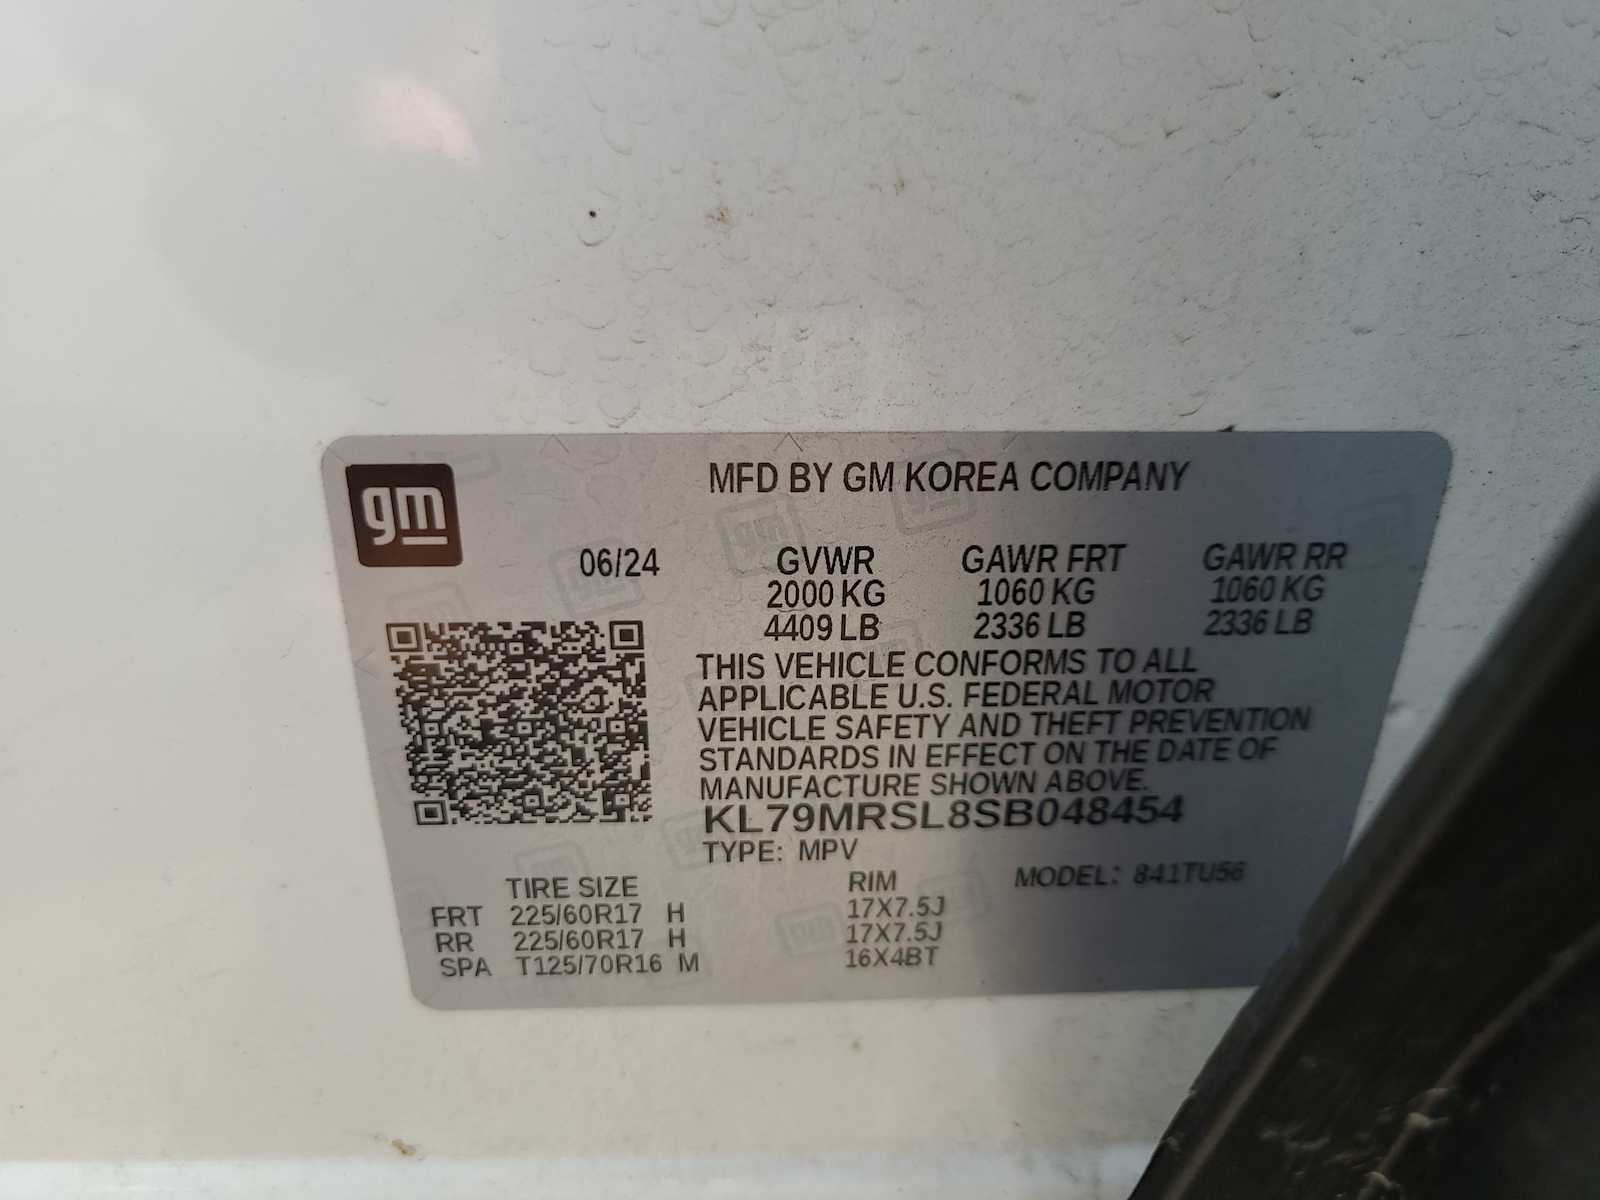 gm
MFD BY GM KOREA COMPANY
06/24 GVWR GAWR FRT GAWR RR
2000 KG 1060 KG 1060 KG
4409 LB 2336 LB 2336 LB
THIS VEHICLE CONFORMS TO ALL
APPLICABLE U.S. FEDERAL MOTOR
VEHICLE SAFETY AND THEFT PREVENTION
STANDARDS IN EFFECT ON THE DATE OF
MANUFACTURE SHOWN ABOVE.
KL79MRSL8SB048454
TYPE: MPV MODEL: 841TU56
TIRE SIZE RIM
FRT 225/60R17 H 17X7.5J
RR 225/60R17 H 17X7.5J
SPA T125/70R16 M 16X4BT